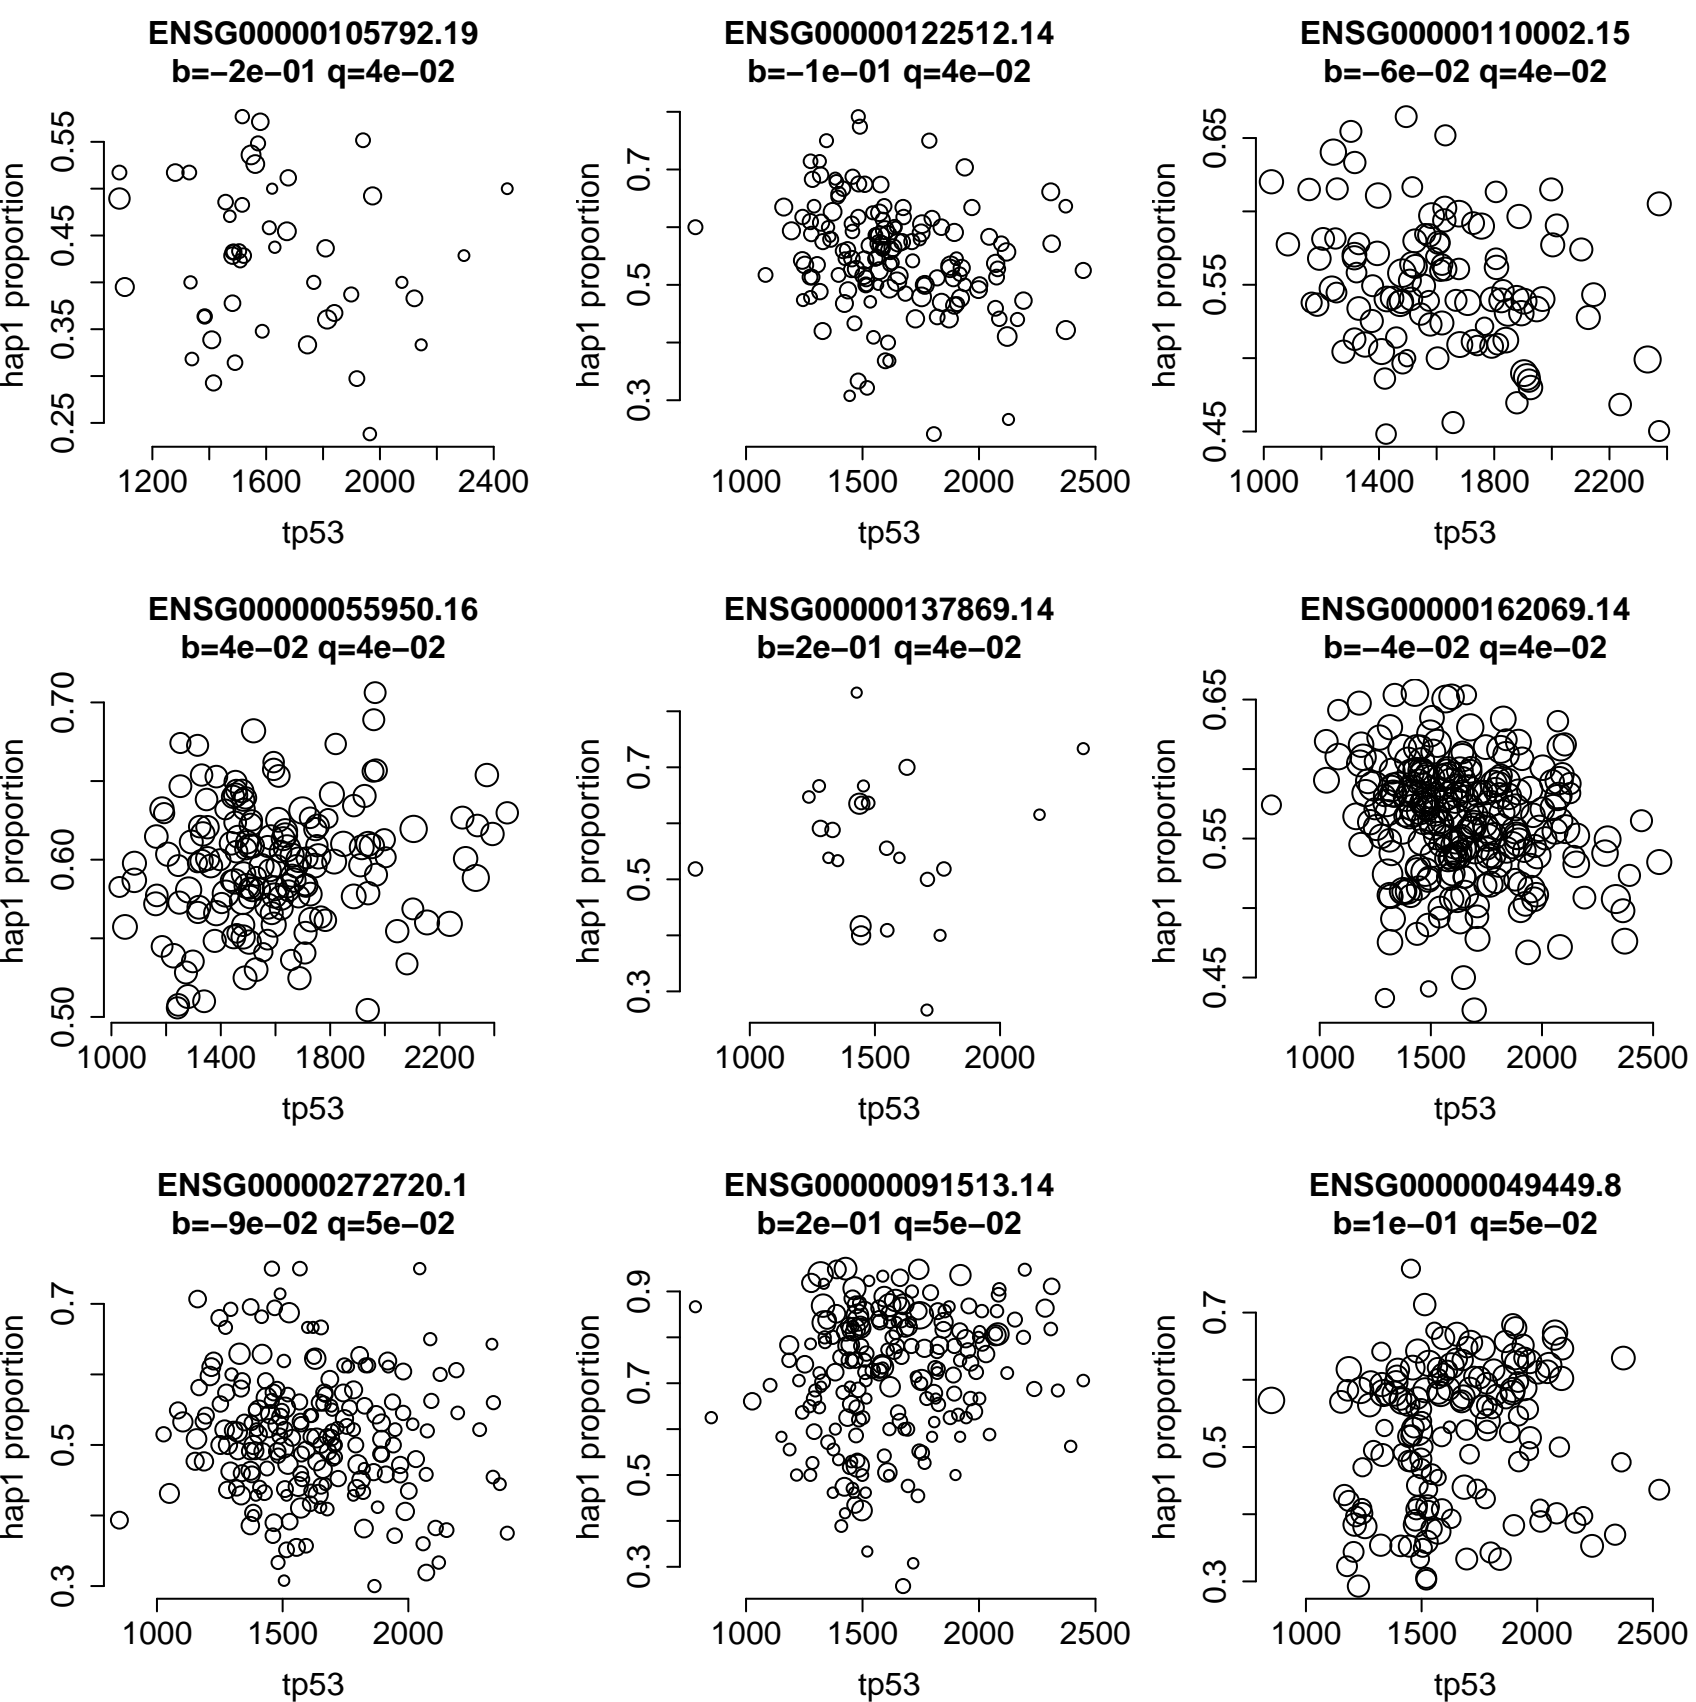 ENSG00000105792.19
b=−2e−01 q=4e−02
hap1 proportion
0.25 0.35 0.45 0.55
1200 1600 2000 2400
tp53
ENSG00000122512.14
b=−1e−01 q=4e−02
hap1 proportion
0.3 0.5 0.7
1000 1500 2000 2500
tp53
ENSG00000110002.15
b=−6e−02 q=4e−02
hap1 proportion
0.45 0.55 0.65
1000 1400 1800 2200
tp53
ENSG00000055950.16
b=4e−02 q=4e−02
hap1 proportion
0.50 0.60 0.70
1000 1400 1800 2200
tp53
ENSG00000137869.14
b=2e−01 q=4e−02
hap1 proportion
0.3 0.5 0.7
1000 1500 2000
tp53
ENSG00000162069.14
b=−4e−02 q=4e−02
hap1 proportion
0.45 0.55 0.65
1000 1500 2000 2500
tp53
ENSG00000272720.1
b=−9e−02 q=5e−02
hap1 proportion
0.3 0.5 0.7
1000 1500 2000
tp53
ENSG00000091513.14
b=2e−01 q=5e−02
hap1 proportion
0.3 0.5 0.7 0.9
1000 1500 2000 2500
tp53
ENSG00000049449.8
b=1e−01 q=5e−02
hap1 proportion
0.3 0.5 0.7
1000 1500 2000 2500
tp53